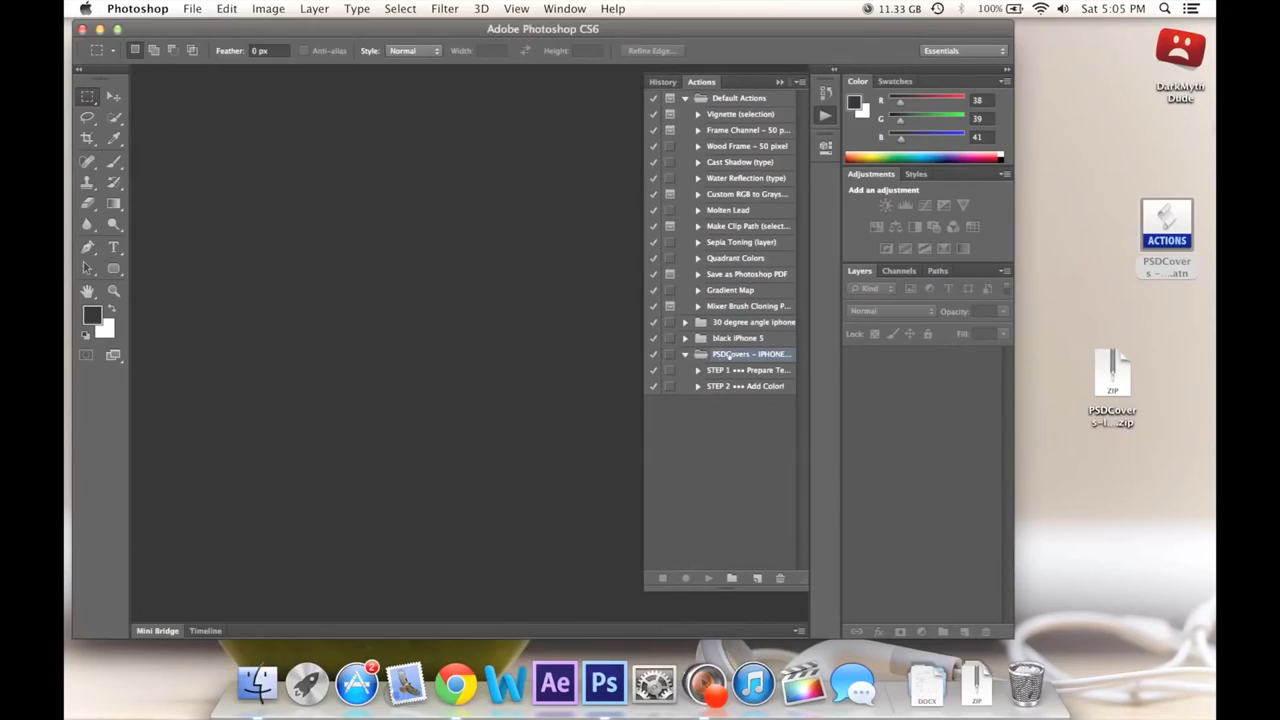 Photoshop File Edit Image Layer Type Select Filter 3D View Window Help 11.33 GB 100% Sat 5:05 PM
Adobe Photoshop CS6
Feather: 0 px Anti-alias Style: Normal Width: Height: Refine Edge... Essentials
History Actions
Default Actions
Vignette (selection)
Frame Channel - 50 p...
Wood Frame - 50 pixel
Cast Shadow (type)
Water Reflection (type)
Custom RGB to Grays...
Molten Lead
Make Clip Path (select...
Sepia Toning (layer)
Quadrant Colors
Save as Photoshop PDF
Gradient Map
Mixer Brush Cloning P...
30 degree angle iphone
black iPhone 5
PSDCovers - IPHONE...
STEP 1 ••• Prepare Te...
STEP 2 ••• Add Color!
Color Swatches
R 38
G 39
B 41
Adjustments Styles
Add an adjustment
Layers Channels Paths
Kind
Normal Opacity:
Lock: Fill:
Mini Bridge Timeline
DarkMyth
Dude
ACTIONS
PSDCover
s -....atn
ZIP
PSDCover
s-I....zip
2
Ae
Ps
DOCX
ZIP